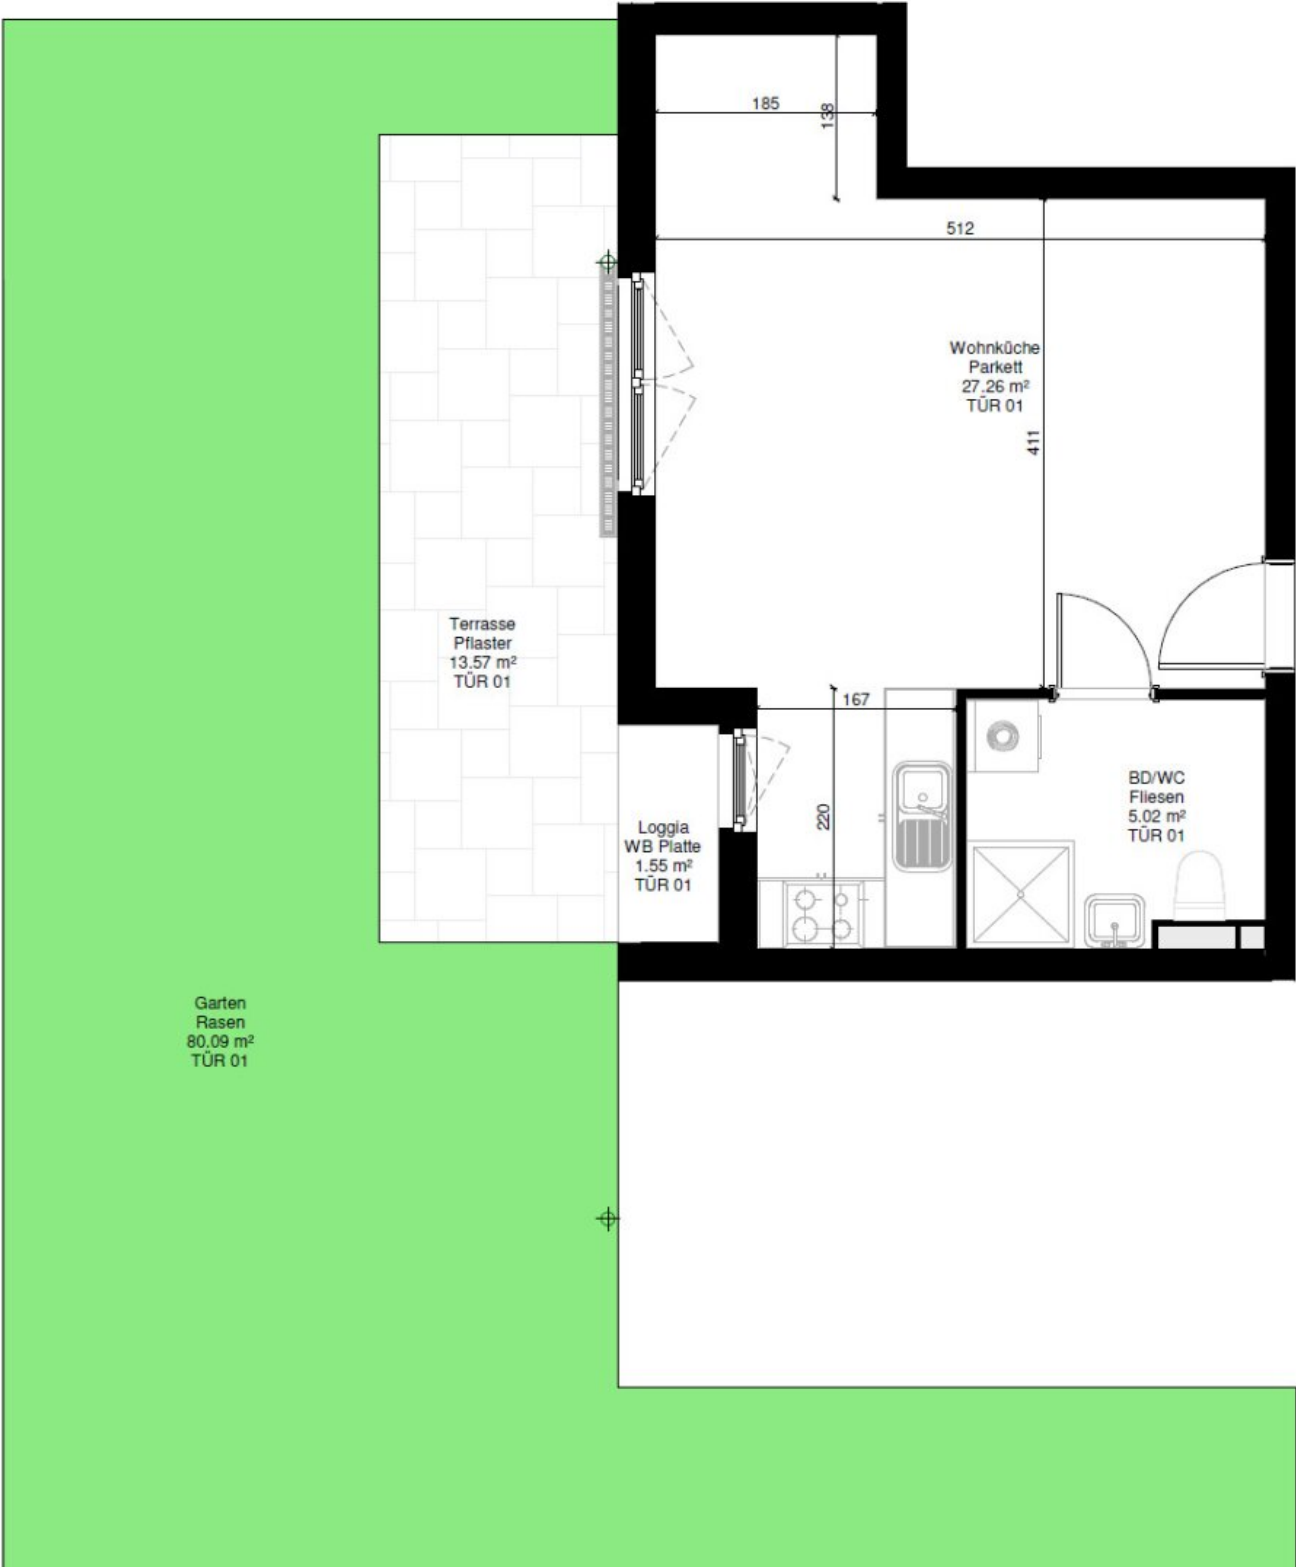 185
138
512
Wohnküche
Parkett
27.26 m²
TÜR 01
411
Terrasse
Pflaster
13.57 m²
TÜR 01
167
220
BD/WC
Fliesen
5.02 m²
TÜR 01
Loggia
WB Platte
1.55 m²
TÜR 01
Garten
Rasen
80.09 m²
TÜR 01